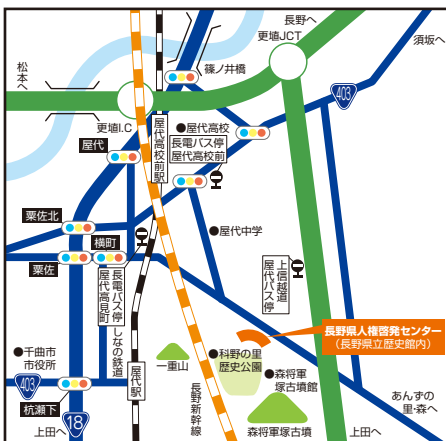 長野へ
更埴JCT
須坂へ
松本へ
篠ノ井橋
403
更埴I.C
屋代高校前駅
●屋代高校
長電バス停
屋代高校前
屋代
粟佐北
●屋代中学
横町
粟佐
長電バス停
屋代高見町
しなの鉄道
上信越道
屋代バス停
長野県人権啓発センター
(長野県立歴史館内)
●千曲市
市役所
一重山
●科野の里
歴史公園
●森将軍
塚古墳館
403
屋代駅
長野新幹線
あんずの
里・森へ
杭瀬下
18
上田へ
森将軍塚古墳
上田へ